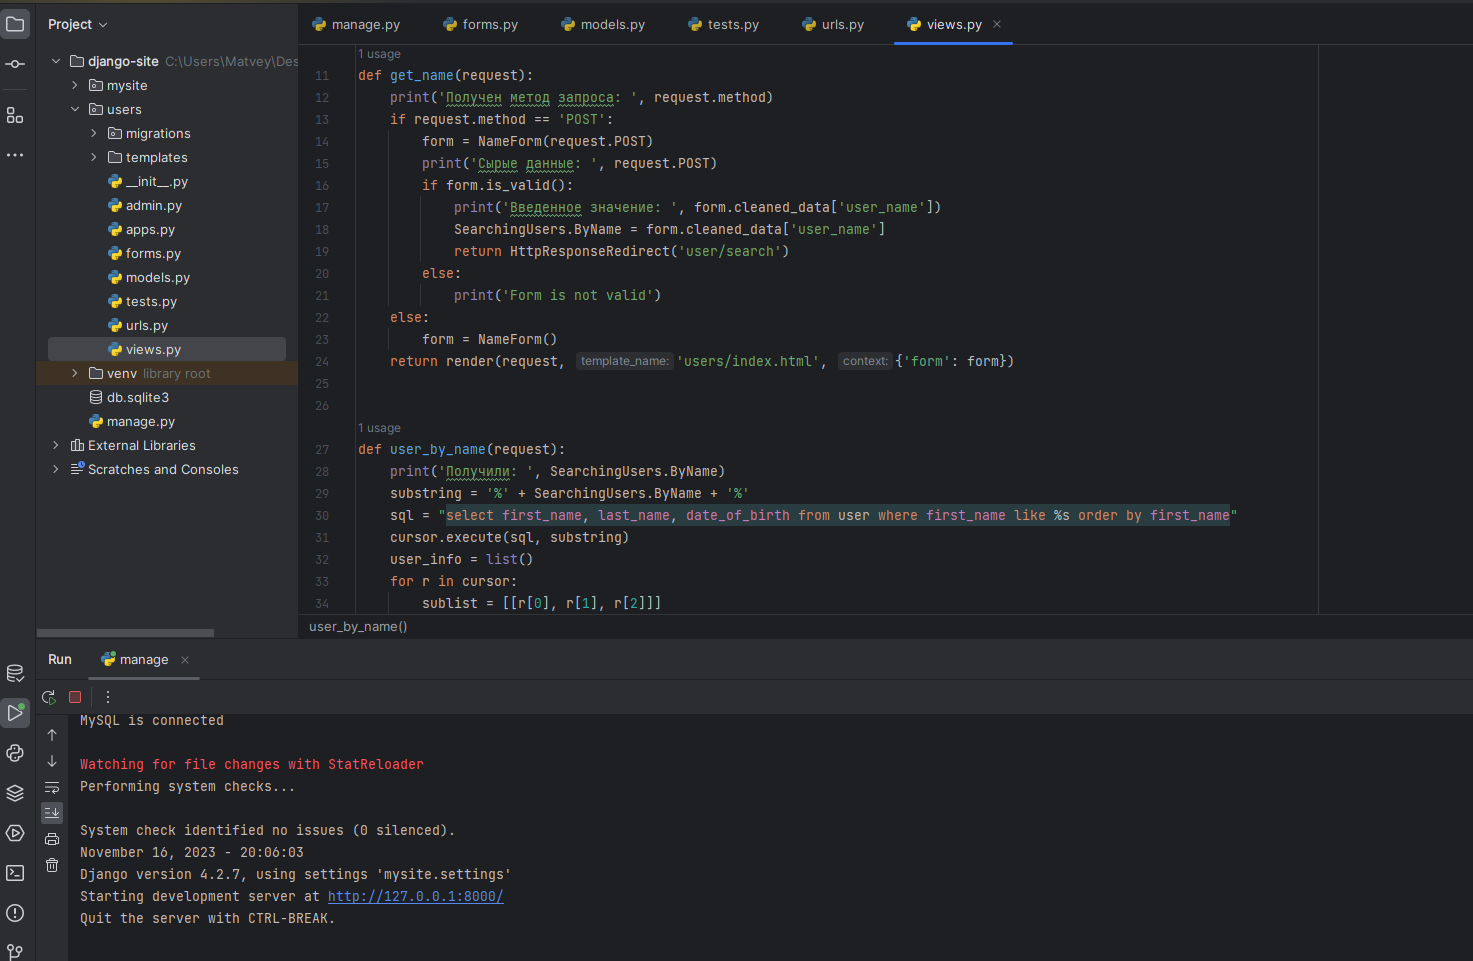 Project
manage.py
forms.py
models.py
tests.py
urls.py
views.py
django-site C:\Users\Matvey\Des
mysite
users
migrations
templates
__init__.py
admin.py
apps.py
forms.py
models.py
tests.py
urls.py
views.py
venv library root
db.sqlite3
manage.py
External Libraries
Scratches and Consoles
1 usage
11 def get_name(request):
12 print('Получен метод запроса: ', request.method)
13 if request.method == 'POST':
14 form = NameForm(request.POST)
15 print('Сырые данные: ', request.POST)
16 if form.is_valid():
17 print('Введенное значение: ', form.cleaned_data['user_name'])
18 SearchingUsers.ByName = form.cleaned_data['user_name']
19 return HttpResponseRedirect('user/search')
20 else:
21 print('Form is not valid')
22 else:
23 form = NameForm()
24 return render(request, template_name: 'users/index.html', context: {'form': form})
25
26
1 usage
27 def user_by_name(request):
28 print('Получили: ', SearchingUsers.ByName)
29 substring = '%' + SearchingUsers.ByName + '%'
30 sql = "select first_name, last_name, date_of_birth from user where first_name like %s order by first_name"
31 cursor.execute(sql, substring)
32 user_info = list()
33 for r in cursor:
34 sublist = [[r[0], r[1], r[2]]]
user_by_name()
Run manage
MySQL is connected
Watching for file changes with StatReloader
Performing system checks...
System check identified no issues (0 silenced).
November 16, 2023 - 20:06:03
Django version 4.2.7, using settings 'mysite.settings'
Starting development server at http://127.0.0.1:8000/
Quit the server with CTRL-BREAK.